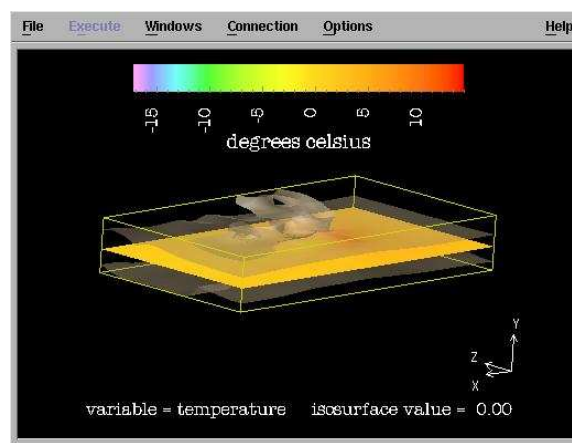 File Execute Windows Connection Options Help
-15 -10 -5 0 5 10
degrees celsius
Y
Z
X
variable = temperature isosurface value = 0.00